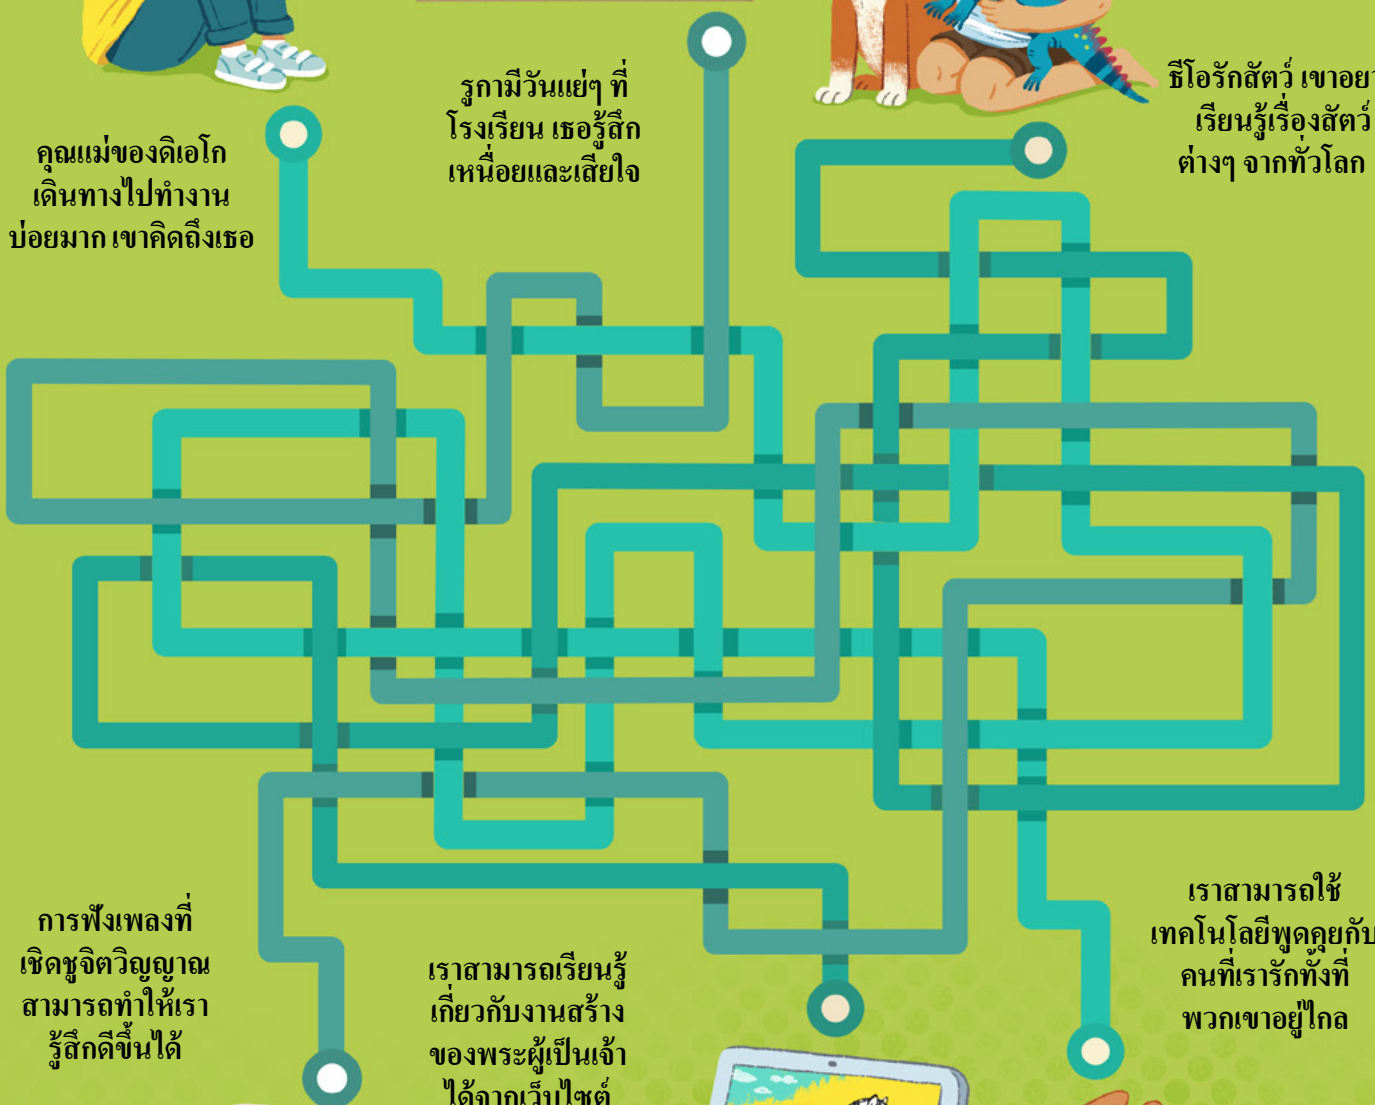 คุณแม่ของดิเอโก
เดินทางไปทำงาน
บ่อยมาก เขาคิดถึงเธอ
รูกามีวันแย่ๆ ที่
โรงเรียน เธอรู้สึก
เหนื่อยและเสียใจ
ธีโอรักสัตว์
เรียนรู้เรื่องสัตว์
ต่างๆ จากทั่วโลก
การฟังเพลงที่
เชิดชูจิตวิญญาณ
สามารถทำให้เรา
รู้สึกดีขึ้นได้
เราสามารถเรียนรู้
เกี่ยวกับงานสร้าง
ของพระผู้เป็นเจ้า
ได้จากเว็บไซต์
เราสามารถใช้
เทคโนโลยีพูดคุยกับ
คนที่เรารักทั้งที่
พวกเขาอยู่ไกล